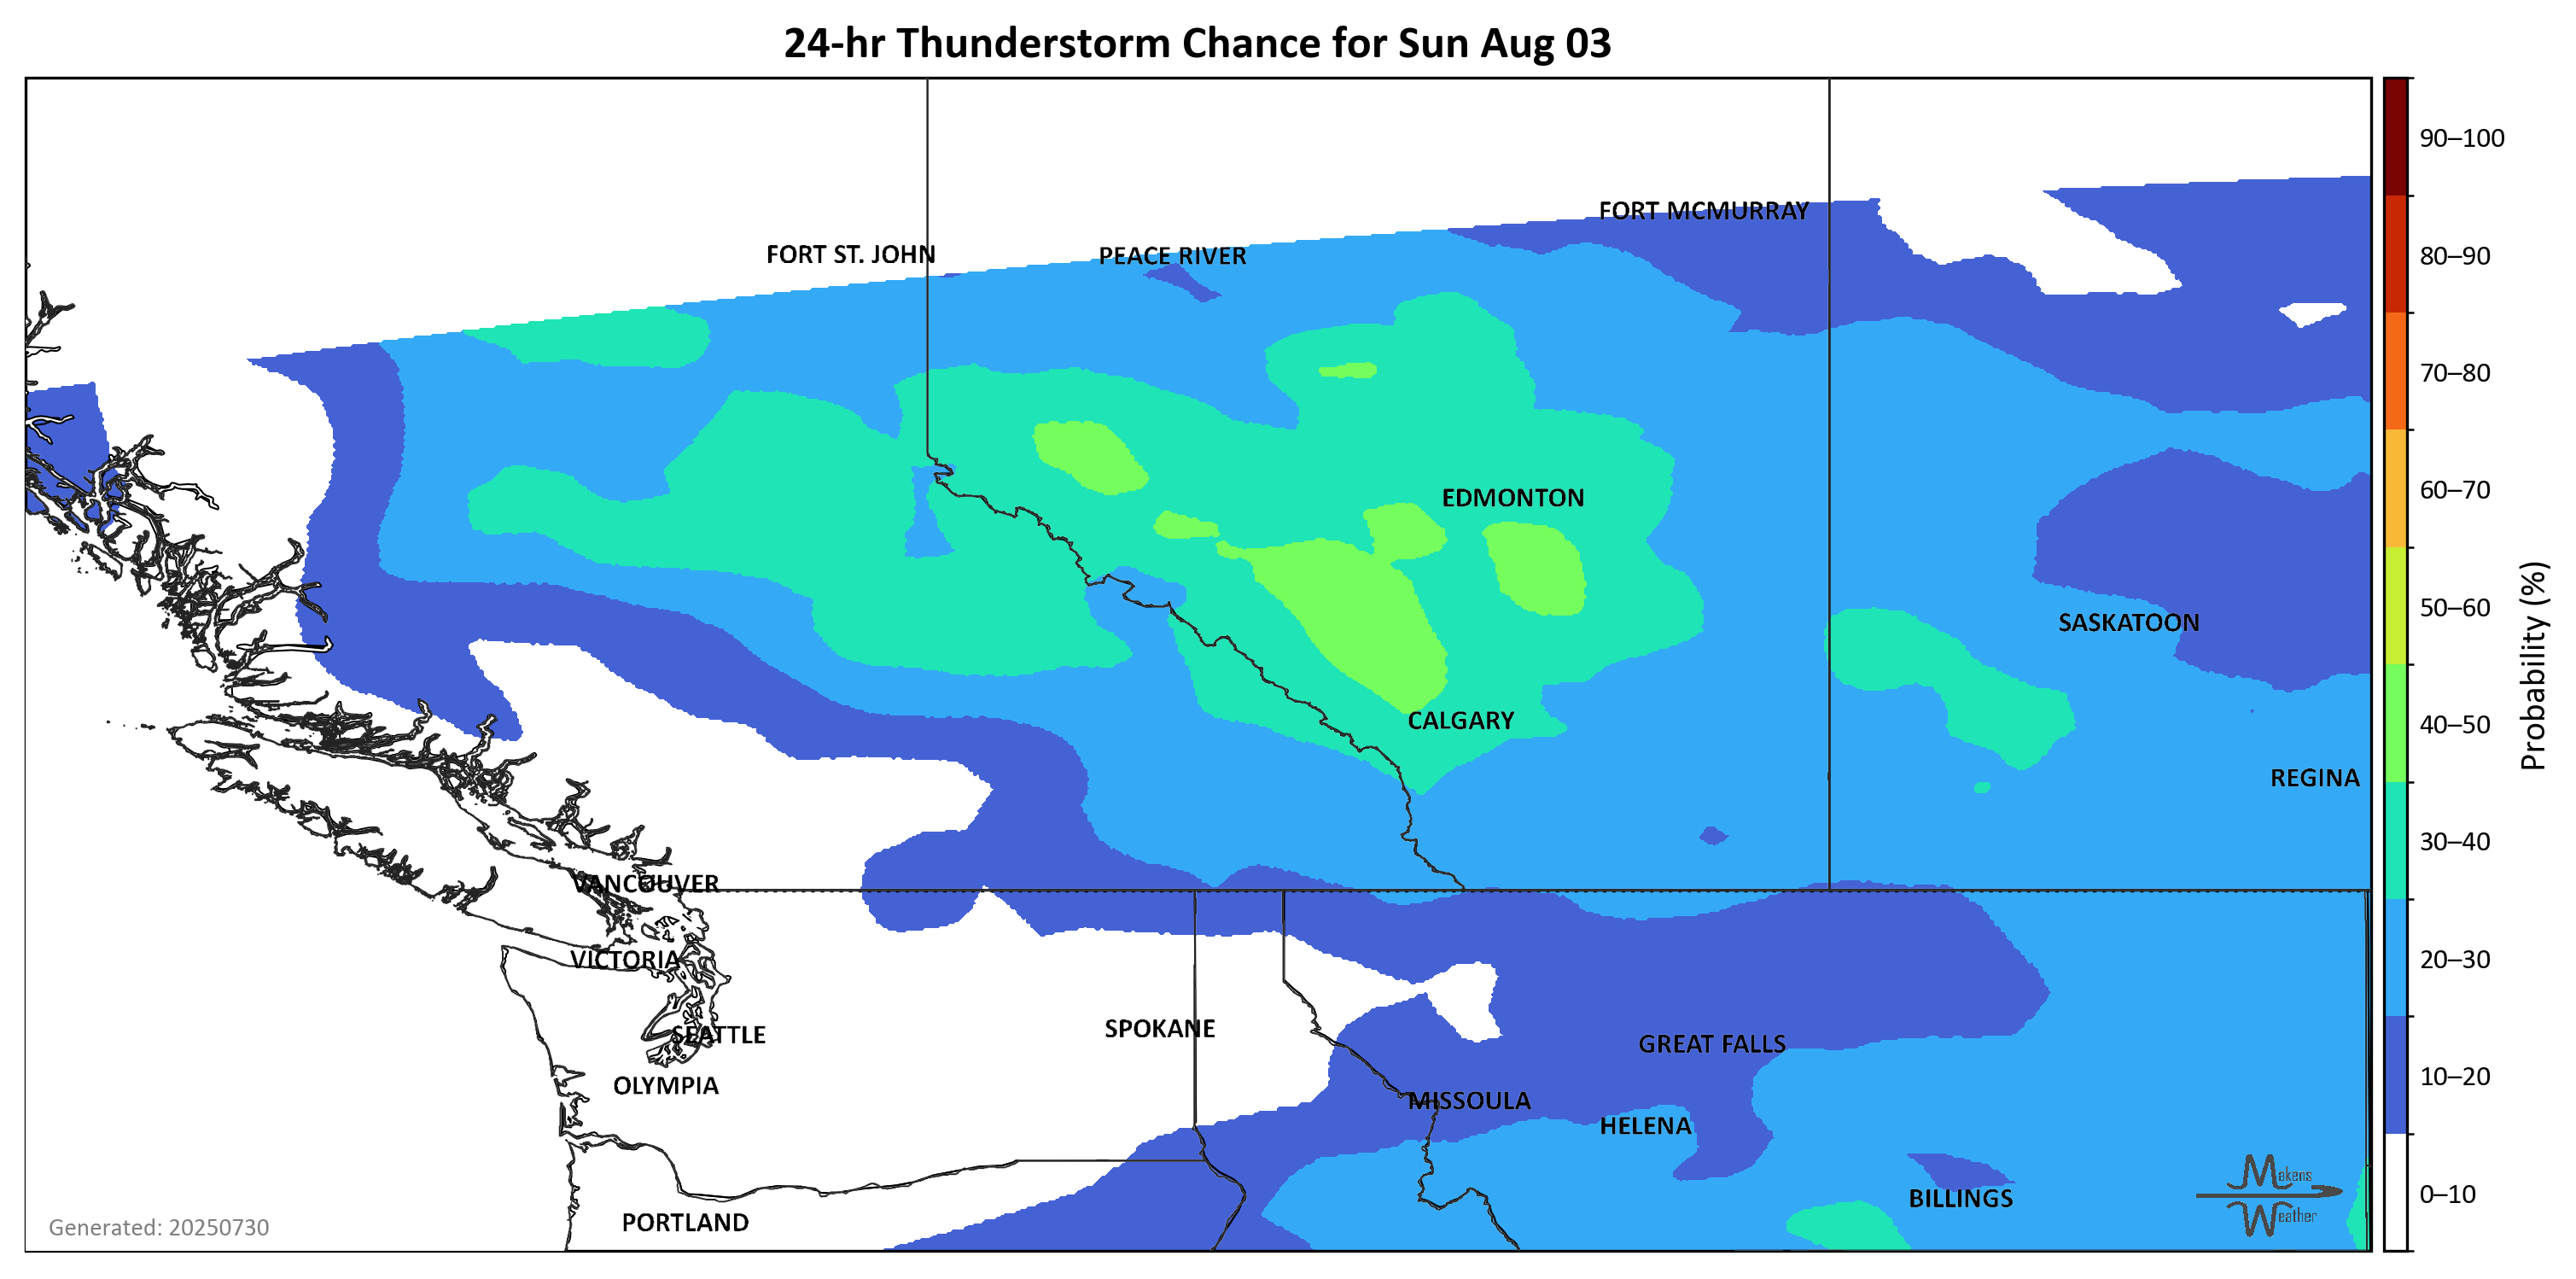 24-hr Thunderstorm Chance for Sun Aug 03
90–100
FORT MCMURRAY
FORT ST. JOHN
PEACE RIVER
80–90
70–80
60–70
EDMONTON
50–60
SASKATOON
Probability (%)
CALGARY
40–50
REGINA
30–40
VANCOUVER
VICTORIA
20–30
SPOKANE
SEATTLE
GREAT FALLS
OLYMPIA
10–20
MISSOULA
HELENA
Makens
0–10
BILLINGS
Weather
PORTLAND
Generated: 20250730